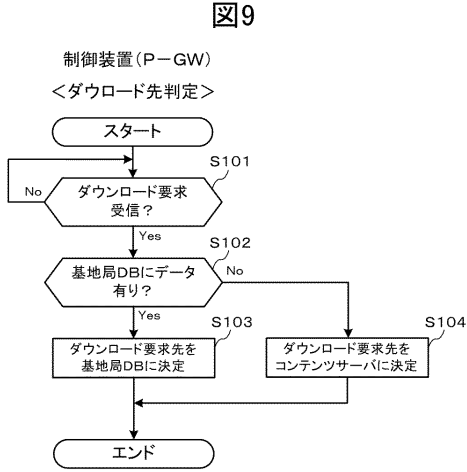 図9
制御装置(P－GW)
＜ダウロード先判定＞
スタート
S101
ダウンロード要求
受信？
No
Yes
S102
基地局DBにデータ
有り？
No
Yes
S103
ダウンロード要求先を
基地局DBに決定
S104
ダウンロード要求先を
コンテンツサーバに決定
エンド